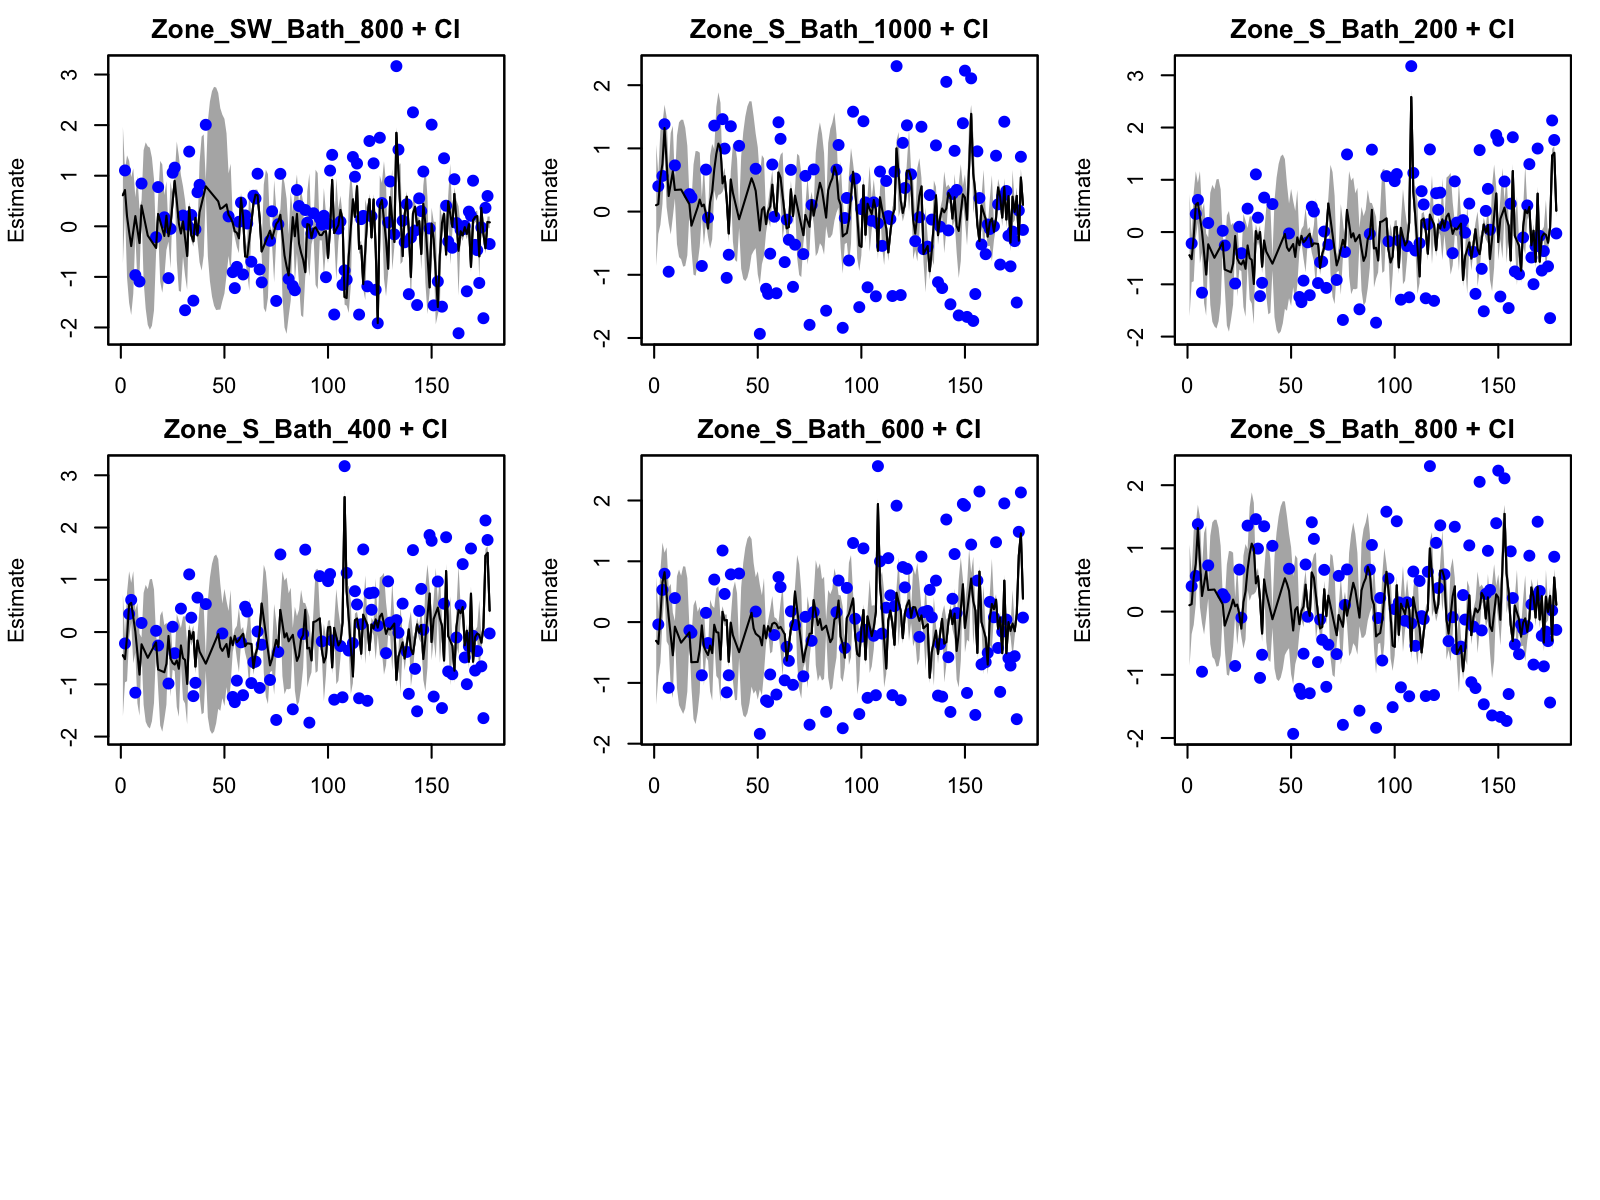 Zone_SW_Bath_800 + CI
Zone_S_Bath_1000 + CI
Zone_S_Bath_200 + CI
Estimate
3
2
1
0
-1
-2
0 50 100 150
Estimate
2
1
0
-1
-2
0 50 100 150
Estimate
3
2
1
0
-1
-2
0 50 100 150
Zone_S_Bath_400 + CI
Zone_S_Bath_600 + CI
Zone_S_Bath_800 + CI
Estimate
3
2
1
0
-1
-2
0 50 100 150
Estimate
2
1
0
-1
-2
0 50 100 150
Estimate
2
1
0
-1
-2
0 50 100 150